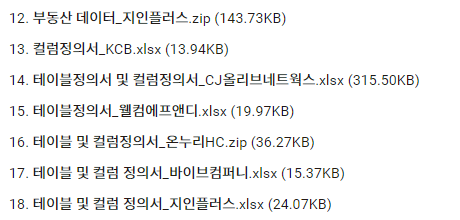 12. 부동산 데이터_지인플러스.zip (143.73KB)
13. 컬럼정의서_KCB.xlsx (13.94KB)
14. 테이블정의서 및 컬럼정의서_CJ올리브네트웍스.xlsx (315.50KB)
15. 테이블정의서_웰컴에프앤디.xlsx (19.97KB)
16. 테이블 및 컬럼정의서_온누리HC.zip (36.27KB)
17. 테이블 및 컬럼 정의서_바이브컴퍼니.xlsx (15.37KB)
18. 테이블 및 컬럼 정의서_지인플러스.xlsx (24.07KB)